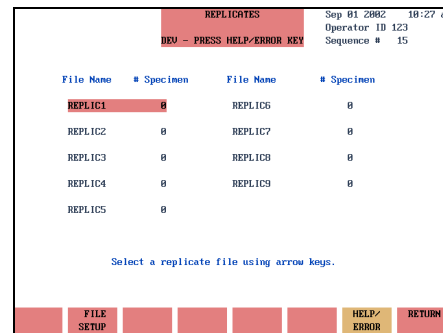 REPLICATES Sep 01 2002 10:27
Operator ID 123
DEV - PRESS HELP/ERROR KEY Sequence # 15
File Name # Specimen File Name # Specimen
REPLIC1 0 REPLIC6 0
REPLIC2 0 REPLIC7 0
REPLIC3 0 REPLIC8 0
REPLIC4 0 REPLIC9 0
REPLIC5 0
Select a replicate file using arrow keys.
FILE SETUP HELP/ERROR RETURN